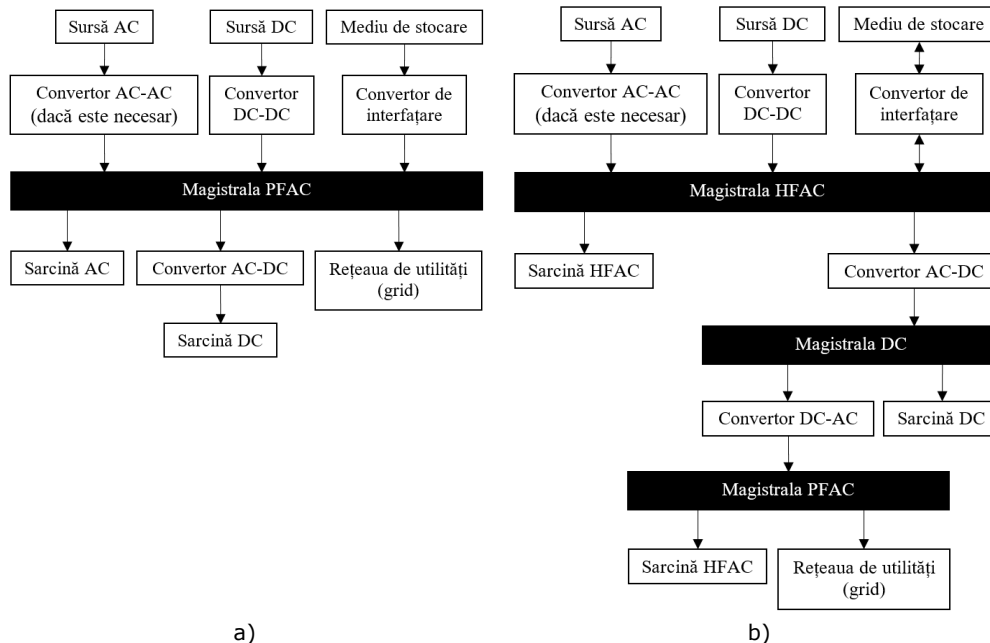 Sursă AC
Sursă DC
Mediu de stocare
Convertor AC-AC
(dacă este necesar)
Convertor
DC-DC
Convertor de
interfațare
Magistrala PFAC
Sarcină AC
Convertor AC-DC
Rețeaua de utilități
(grid)
Sarcină DC
a)
Sursă AC
Sursă DC
Mediu de stocare
Convertor AC-AC
(dacă este necesar)
Convertor
DC-DC
Convertor de
interfațare
Magistrala HFAC
Sarcină HFAC
Convertor AC-DC
Magistrala DC
Convertor DC-AC
Sarcină DC
Magistrala PFAC
Sarcină HFAC
Rețeaua de utilități
(grid)
b)